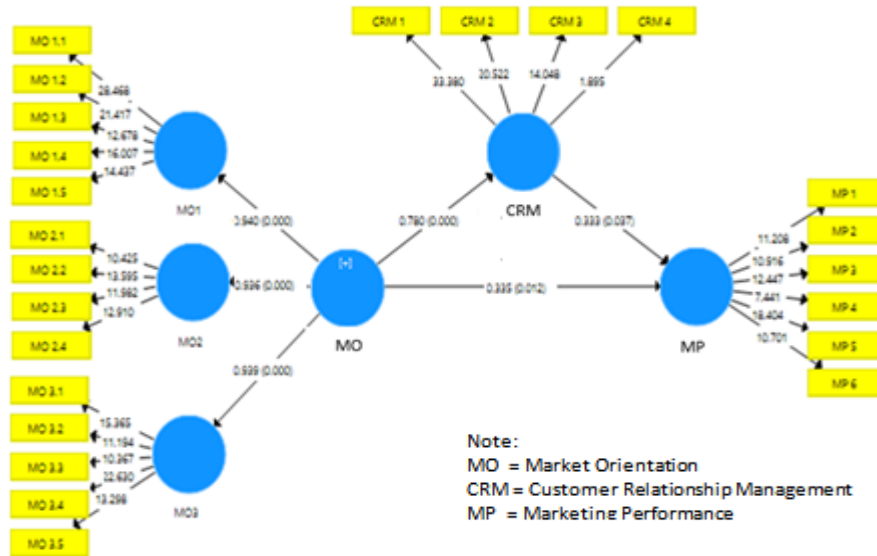 CRM 1
CRM 2
CRM 3
CRM 4
33.380
20.522
14.048
1.895
MO 1.1
MO 1.2
MO 1.3
MO 1.4
MO 1.5
28.468
21.417
12.678
16.007
14.437
MO1
CRM
0.940 (0.000)
0.780 (0.000)
0.333 (0.037)
MO 2.1
MO 2.2
MO 2.3
MO 2.4
10.425
13.595
11.982
12.910
MO2
0.936 (0.000)
[+]
MO
0.335 (0.012)
MP
MP 1
MP 2
MP 3
MP 4
MP 5
MP 6
11.208
10.916
12.447
7.441
18.404
10.701
0.939 (0.000)
MO 3.1
MO 3.2
MO 3.3
MO 3.4
MO 3.5
15.365
11.194
10.367
22.630
13.298
MO3
Note:
MO = Market Orientation
CRM = Customer Relationship Management
MP = Marketing Performance